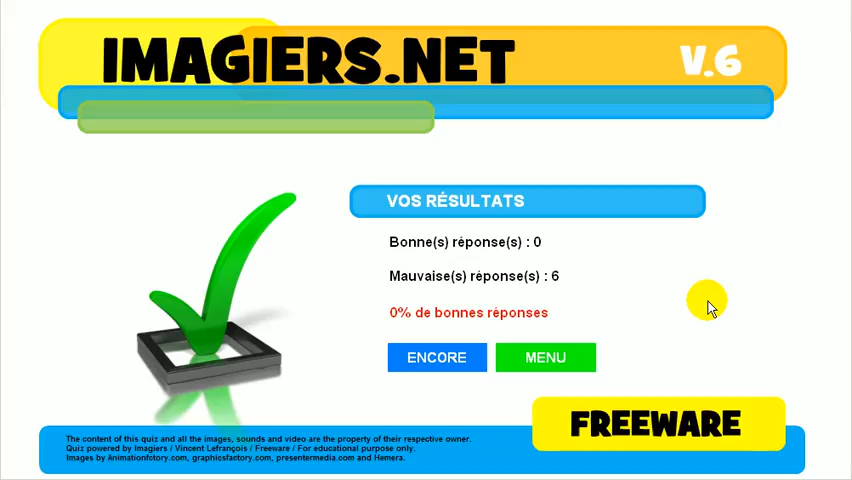 IMAGIERS.NET
V.6
VOS RÉSULTATS
Bonne(s) réponse(s) : 0
Mauvaise(s) réponse(s) : 6
0% de bonnes réponses
ENCORE
MENU
FREEWARE
The content of this quiz and all the images, sounds and video are the property of their respective owner.
Quiz powered by Imagiers / Vincent Lefrançois / Freeware / For educational purpose only.
Images by Animationfctory.com, graphicsfactory.com, presentermedia.com and Hemera.